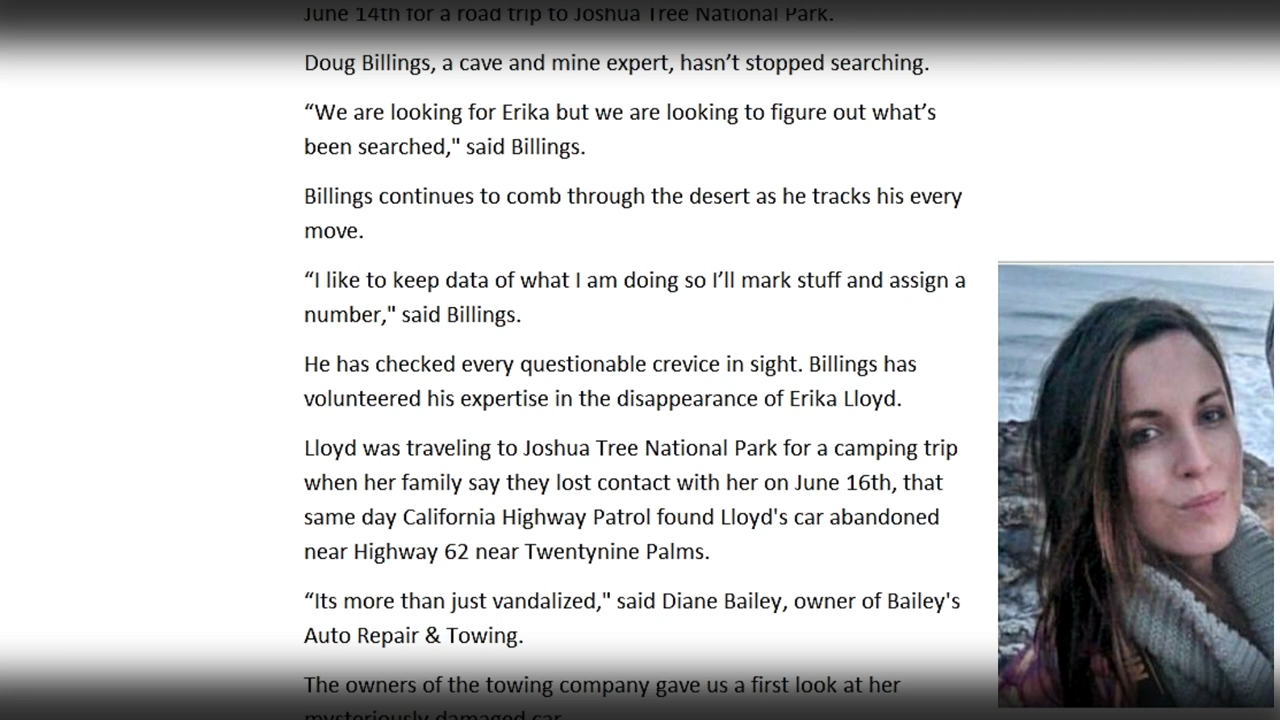 June 14th for a road trip to Joshua Tree National Park.
Doug Billings, a cave and mine expert, hasn’t stopped searching.
“We are looking for Erika but we are looking to figure out what’s
been searched," said Billings.
Billings continues to comb through the desert as he tracks his every
move.
“I like to keep data of what I am doing so I’ll mark stuff and assign a
number," said Billings.
He has checked every questionable crevice in sight. Billings has
volunteered his expertise in the disappearance of Erika Lloyd.
Lloyd was traveling to Joshua Tree National Park for a camping trip
when her family say they lost contact with her on June 16th, that
same day California Highway Patrol found Lloyd's car abandoned
near Highway 62 near Twentynine Palms.
“Its more than just vandalized," said Diane Bailey, owner of Bailey's
Auto Repair & Towing.
The owners of the towing company gave us a first look at her
mysteriously damaged car.